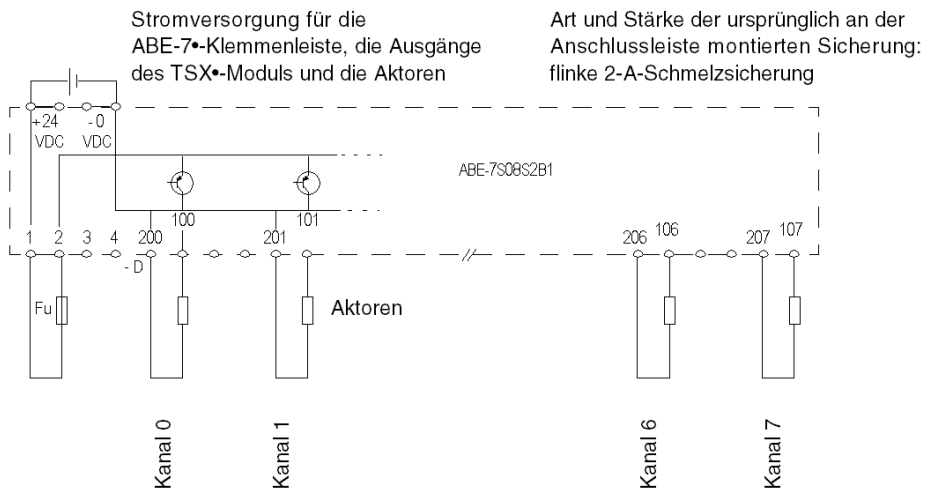 Stromversorgung für die
ABE-7•-Klemmenleiste, die Ausgänge
des TSX•-Moduls und die Aktoren
Art und Stärke der ursprünglich an der
Anschlussleiste montierten Sicherung:
flinke 2-A-Schmelzsicherung
+24 - 0
VDC VDC
ABE-7S08S2B1
100 101
1 2 3 4 200 201 206 106 207 107
- D
Fu Aktoren
Kanal 0
Kanal 1
Kanal 6
Kanal 7